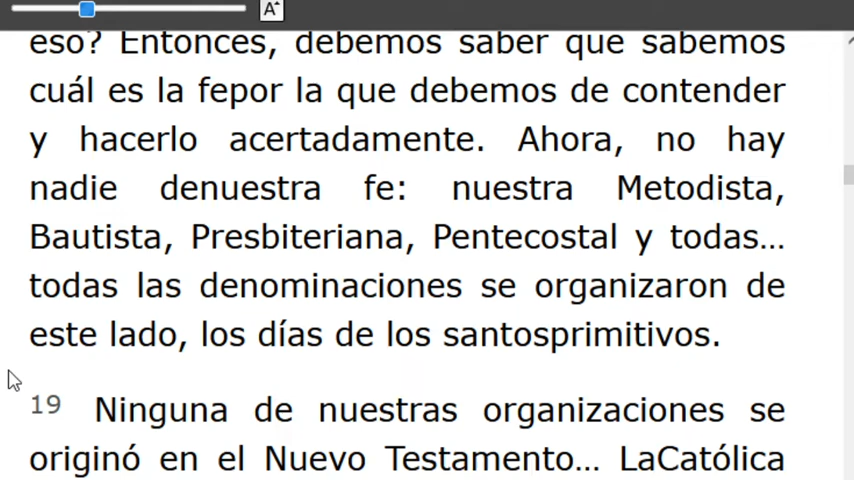 A
eso? Entonces, debemos saber que sabemos
cuál es la fepor la que debemos de contender
y hacerlo acertadamente. Ahora, no hay
nadie denuestra fe: nuestra Metodista,
Bautista, Presbiteriana, Pentecostal y todas…
todas las denominaciones se organizaron de
este lado, los días de los santosprimitivos.
19 Ninguna de nuestras organizaciones se
originó en el Nuevo Testamento… LaCatólica